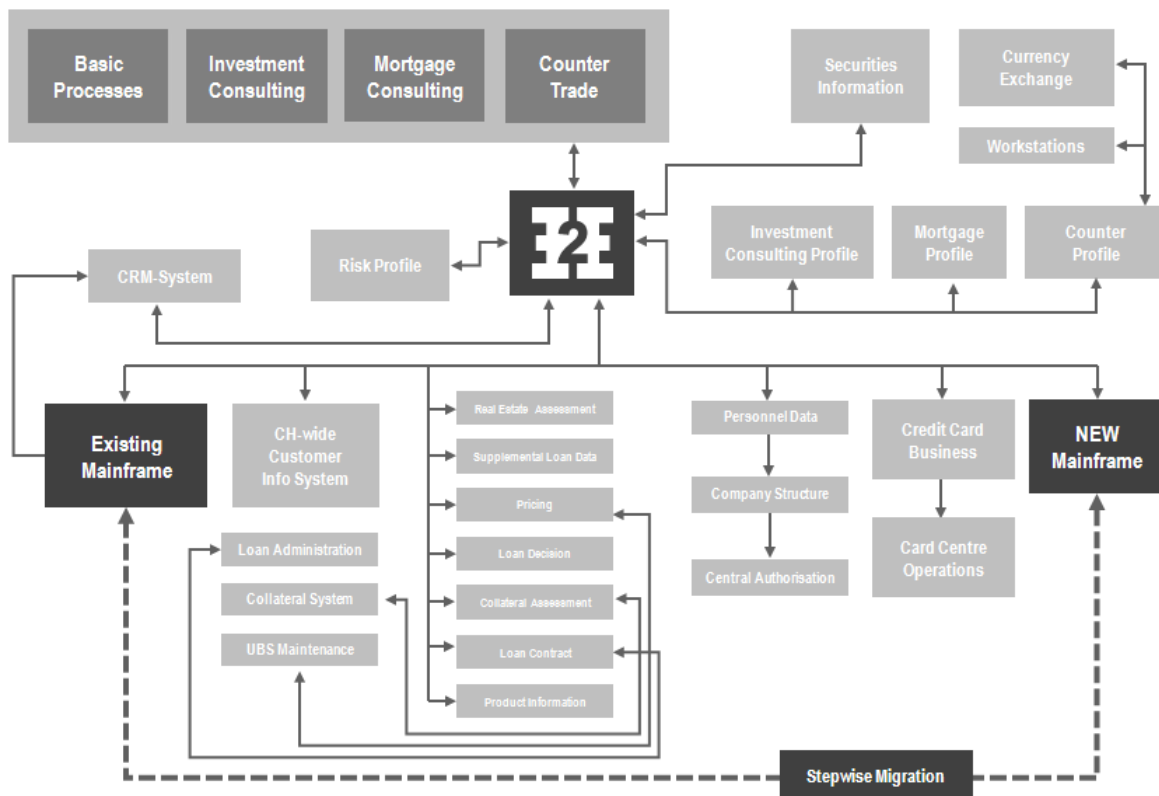 Basic
Processes
Investment
Consulting
Mortgage
Consulting
Counter
Trade
Securities
Information
Currency
Exchange
Workstations
2
Investment
Consulting Profile
Mortgage
Profile
Counter
Profile
Risk Profile
CRM-System
Existing
Mainframe
CH-wide
Customer
Info System
Real Estate Assessment
Supplemental Loan Data
Pricing
Loan Decision
Collateral Assessment
Loan Contract
Product Information
Loan Administration
Collateral System
UBS Maintenance
Personnel Data
Company Structure
Central Authorisation
Credit Card
Business
Card Centre
Operations
NEW
Mainframe
Stepwise Migration